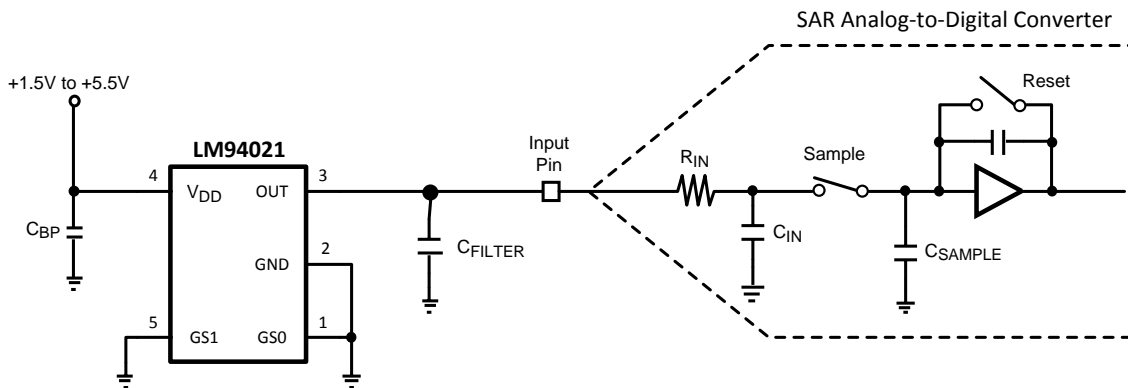 SAR Analog-to-Digital Converter
+1.5V to +5.5V
Reset
LM94021
Input
Pin
RIN
Sample
4
VDD
OUT
3
CBP
CIN
CFILTER
CSAMPLE
GND
2
5
GS1
GS0
1